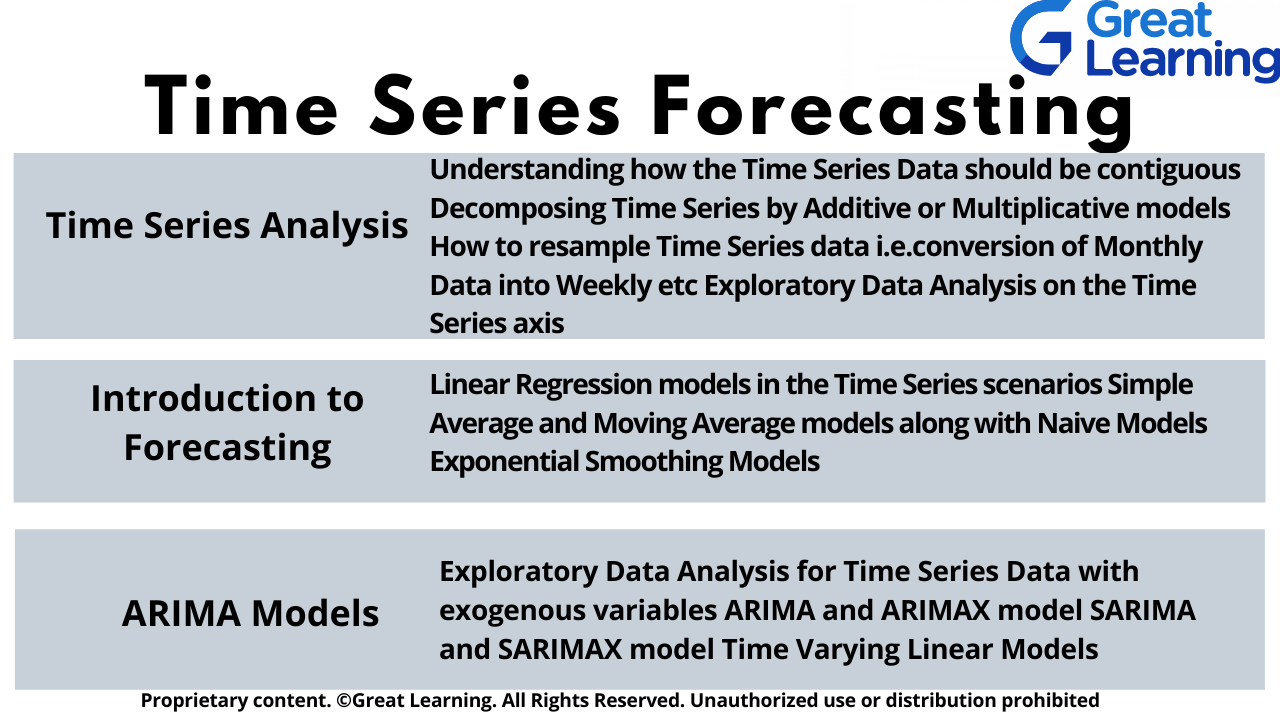 Great
Learning
Time Series Forecasting
Time Series Analysis
Understanding how the Time Series Data should be contiguous
Decomposing Time Series by Additive or Multiplicative models
How to resample Time Series data i.e.conversion of Monthly
Data into Weekly etc Exploratory Data Analysis on the Time
Series axis
Introduction to
Forecasting
Linear Regression models in the Time Series scenarios Simple
Average and Moving Average models along with Naive Models
Exponential Smoothing Models
ARIMA Models
Exploratory Data Analysis for Time Series Data with
exogenous variables ARIMA and ARIMAX model SARIMA
and SARIMAX model Time Varying Linear Models
Proprietary content. ©Great Learning. All Rights Reserved. Unauthorized use or distribution prohibited